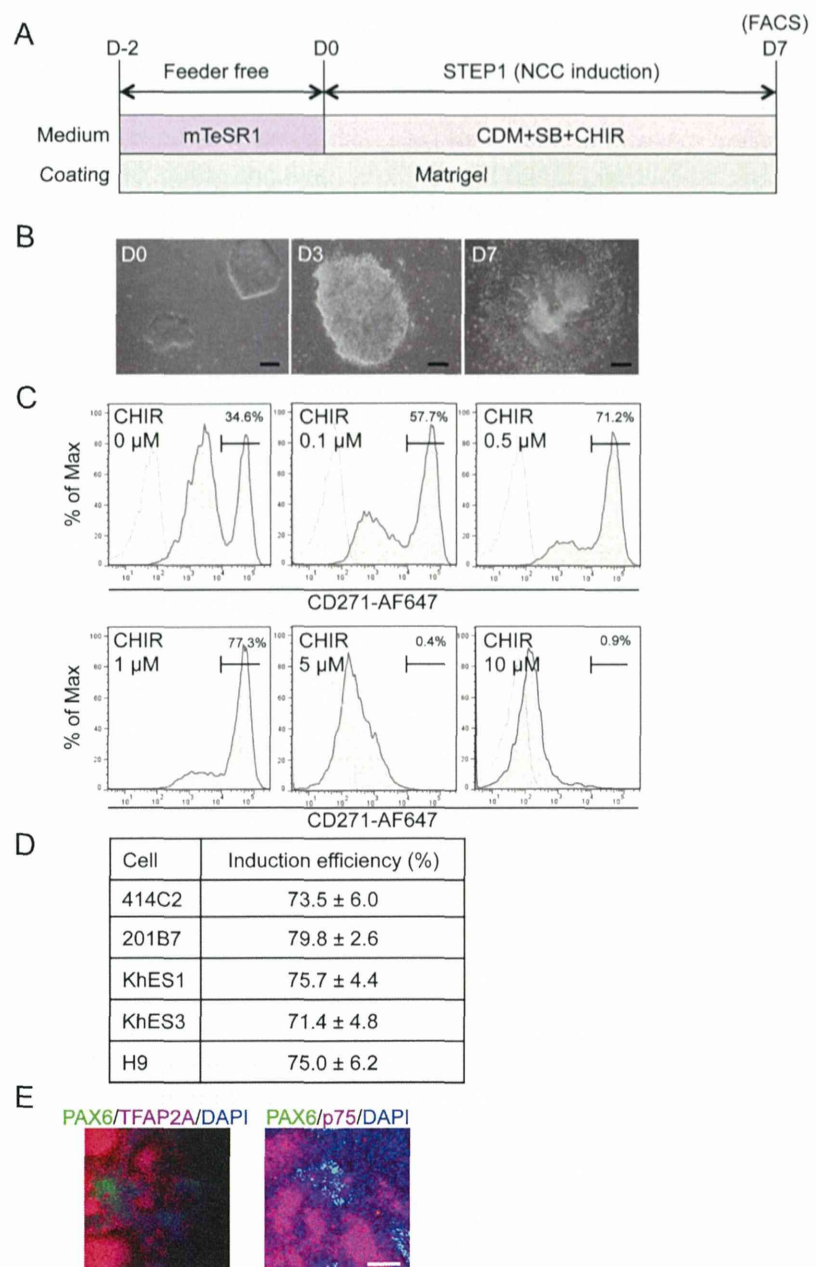 A
(FACS)
D-2 D0 D7
Feeder free STEP1 (NCC induction)
Medium mTeSR1 CDM+SB+CHIR
Coating Matrigel
B
D0 D3 D7
C
% of Max
CHIR 0 µM 34.6%
CHIR 0.1 µM 57.7%
CHIR 0.5 µM 71.2%
CD271-AF647
% of Max
CHIR 1 µM 77.3%
CHIR 5 µM 0.4%
CHIR 10 µM 0.9%
CD271-AF647
D
Cell Induction efficiency (%)
414C2 73.5 ± 6.0
201B7 79.8 ± 2.6
KhES1 75.7 ± 4.4
KhES3 71.4 ± 4.8
H9 75.0 ± 6.2
E
PAX6/TFAP2A/DAPI PAX6/p75/DAPI